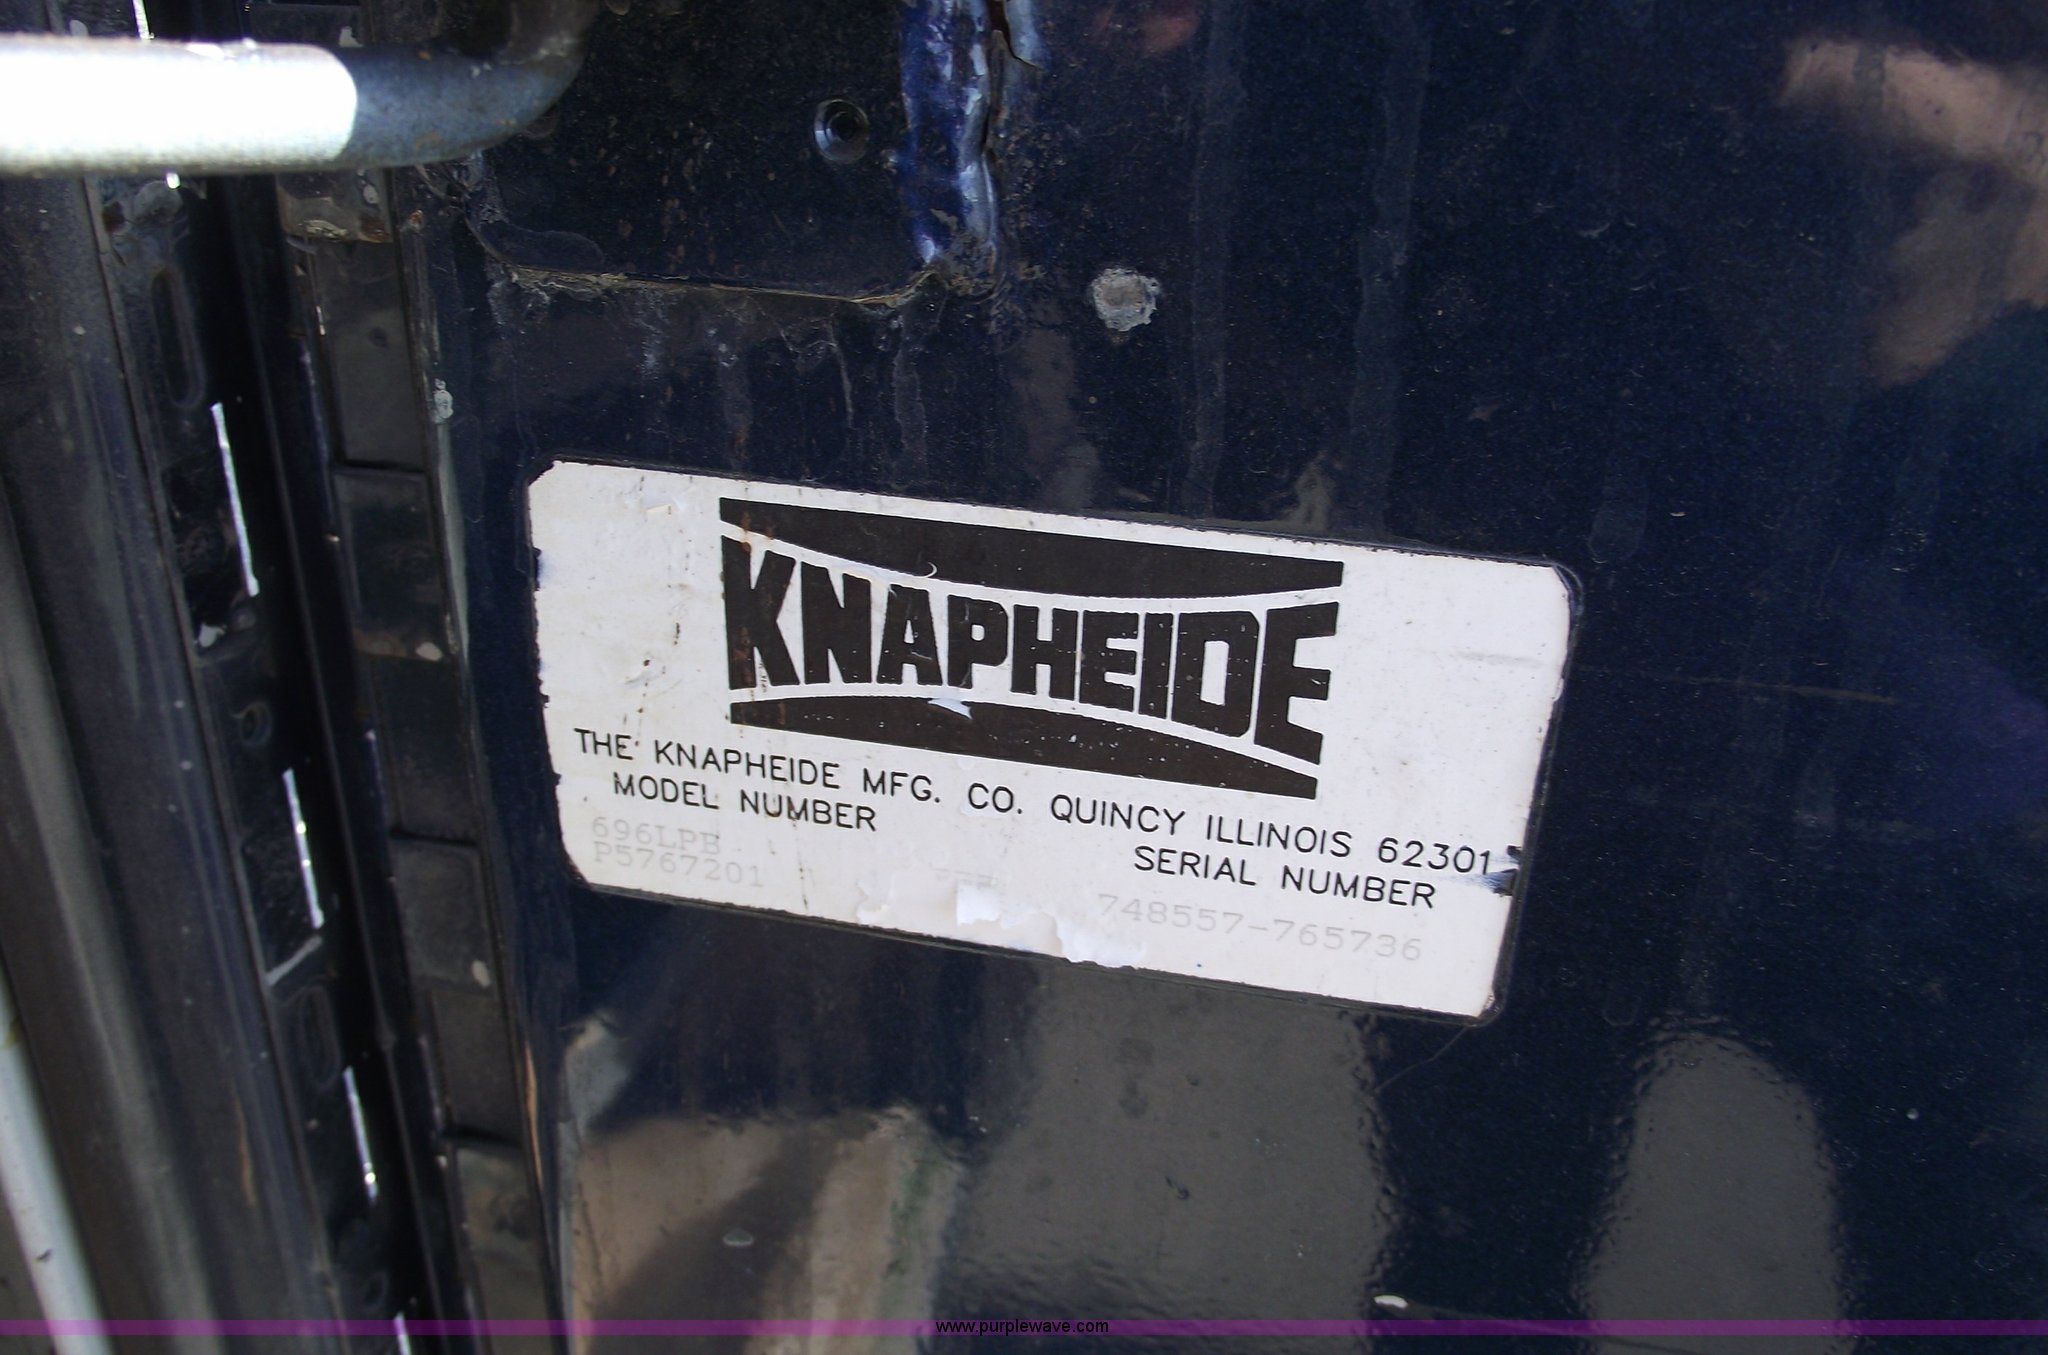 KNAPHEIDE
THE KNAPHEIDE MFG. CO. QUINCY ILLINOIS 62301
MODEL NUMBER
SERIAL NUMBER
696LPB
P5767201
748557-765736
www.purplewave.com